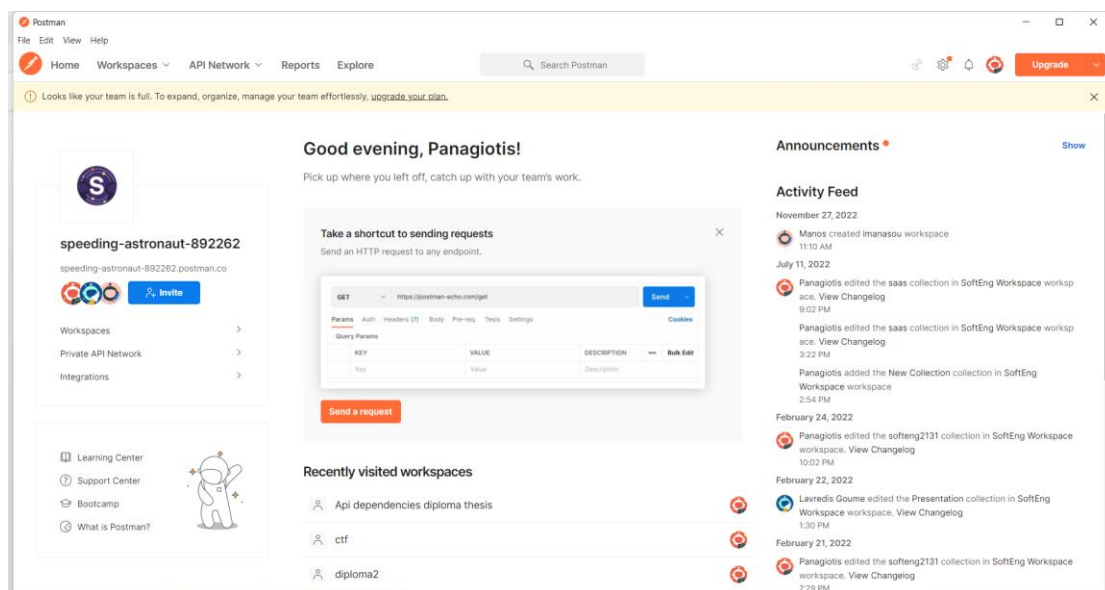 Postman
File Edit View Help
Home Workspaces API Network Reports Explore Search Postman Upgrade
Looks like your team is full. To expand, organize, manage your team effortlessly, upgrade your plan.
S
speeding-astronaut-892262
speeding-astronaut-892262.postman.co
Invite
Workspaces
Private API Network
Integrations
Learning Center
Support Center
Bootcamp
What is Postman?
Good evening, Panagiotis!
Pick up where you left off, catch up with your team's work.
Take a shortcut to sending requests
Send an HTTP request to any endpoint.
GET https://postman-echo.com/get Send
Params Auth Headers (7) Body Pre-req. Tests Settings Cookies
Query Params
KEY VALUE DESCRIPTION ••• Bulk Edit
Key Value Description
Send a request
Recently visited workspaces
Api dependencies diploma thesis
ctf
diploma2
Announcements Show
Activity Feed
November 27, 2022
Manos created imanasou workspace
11:10 AM
July 11, 2022
Panagiotis edited the saas collection in SoftEng Workspace worksp
ace. View Changelog
9:02 PM
Panagiotis edited the saas collection in SoftEng Workspace worksp
ace. View Changelog
3:22 PM
Panagiotis added the New Collection collection in SoftEng
Workspace workspace
2:54 PM
February 24, 2022
Panagiotis edited the softeng2131 collection in SoftEng Workspace
workspace. View Changelog
10:02 PM
February 22, 2022
Lavredis Goume edited the Presentation collection in SoftEng
Workspace workspace. View Changelog
1:30 PM
February 21, 2022
Panagiotis edited the softeng2131 collection in SoftEng Workspace
workspace. View Changelog
7:29 PM